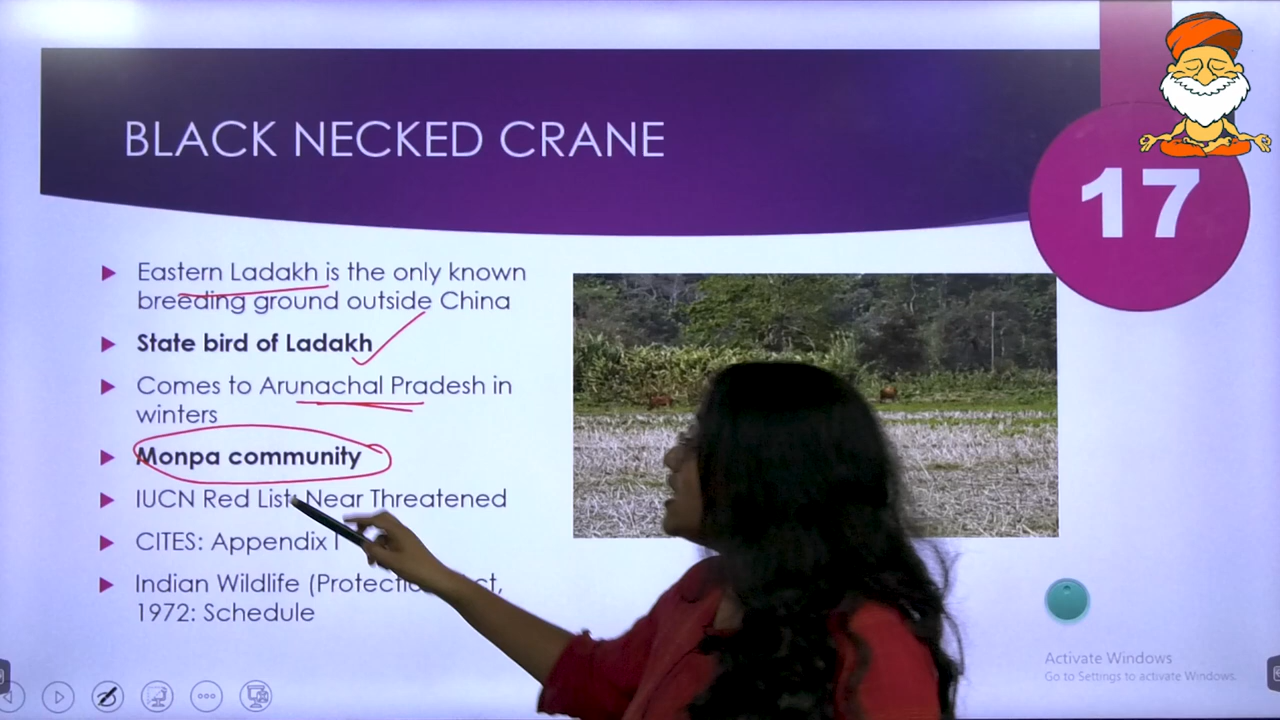 17
BLACK NECKED CRANE
Eastern Ladakh is the only known
breeding ground outside China
State bird of Ladakh
Comes to Arunachal Pradesh in
winters
Monpa community
IUCN Red List: Near Threatened
CITES: Appendix I
Indian Wildlife (Protection) Act,
1972: Schedule
Activate Windows
Go to Settings to activate Windows.